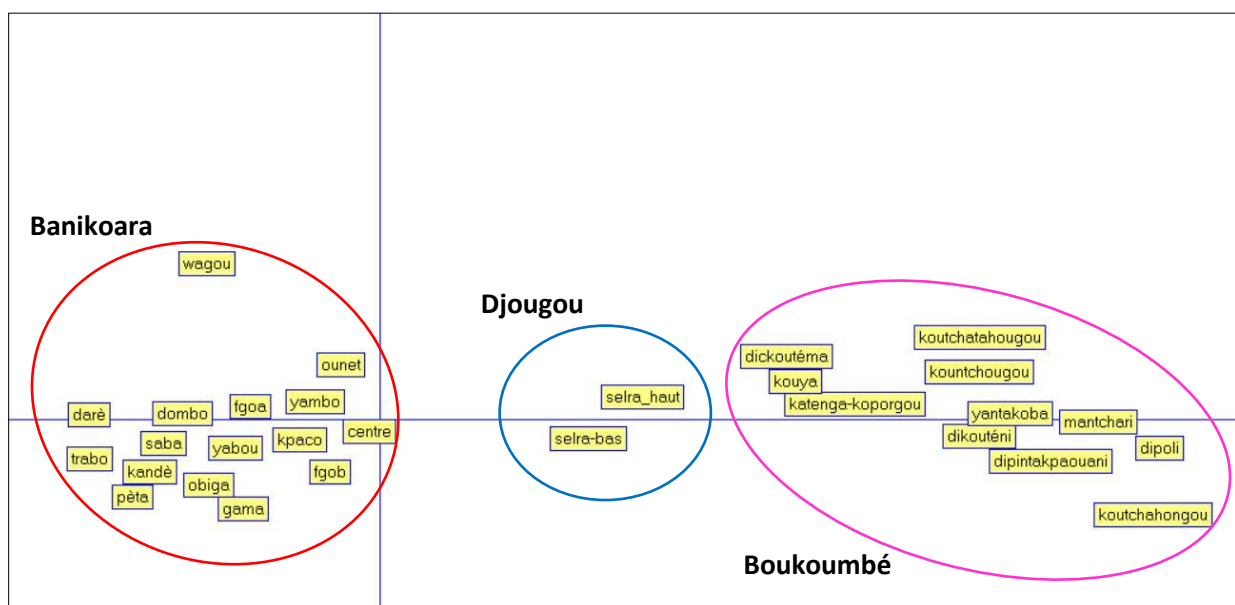 Banikoara
wagou
ounet
yambo
fgoa
dombo
darè
centre
kpaco
yabou
saba
trabo
kandè
fgob
obiga
pèta
gama
Djougou
selra_haut
selra-bas
koutchatahougou
dickoutéma
kountchougou
kouya
katenga-koporgou
yantakoba
mantchari
dikouténi
dipoli
dipintakpaouani
koutchahongou
Boukoumbé